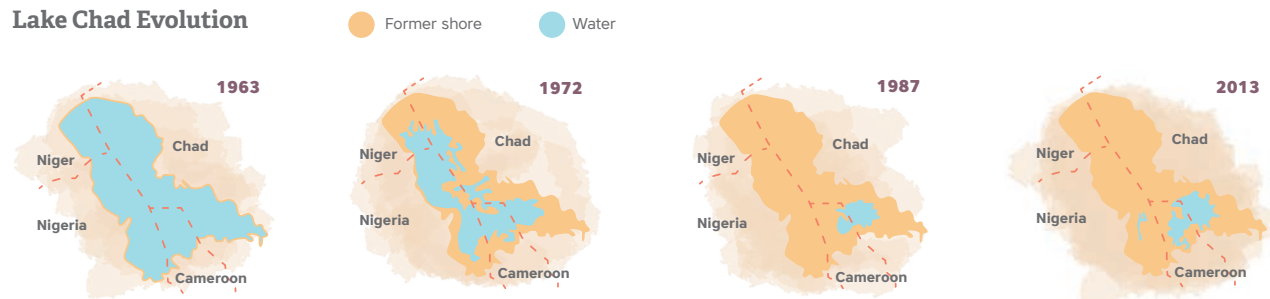 Lake Chad Evolution
Former shore
Water
1963
Chad
Niger
Nigeria
Cameroon
1972
Chad
Niger
Nigeria
Cameroon
1987
Chad
Niger
Nigeria
Cameroon
2013
Chad
Niger
Nigeria
Cameroon